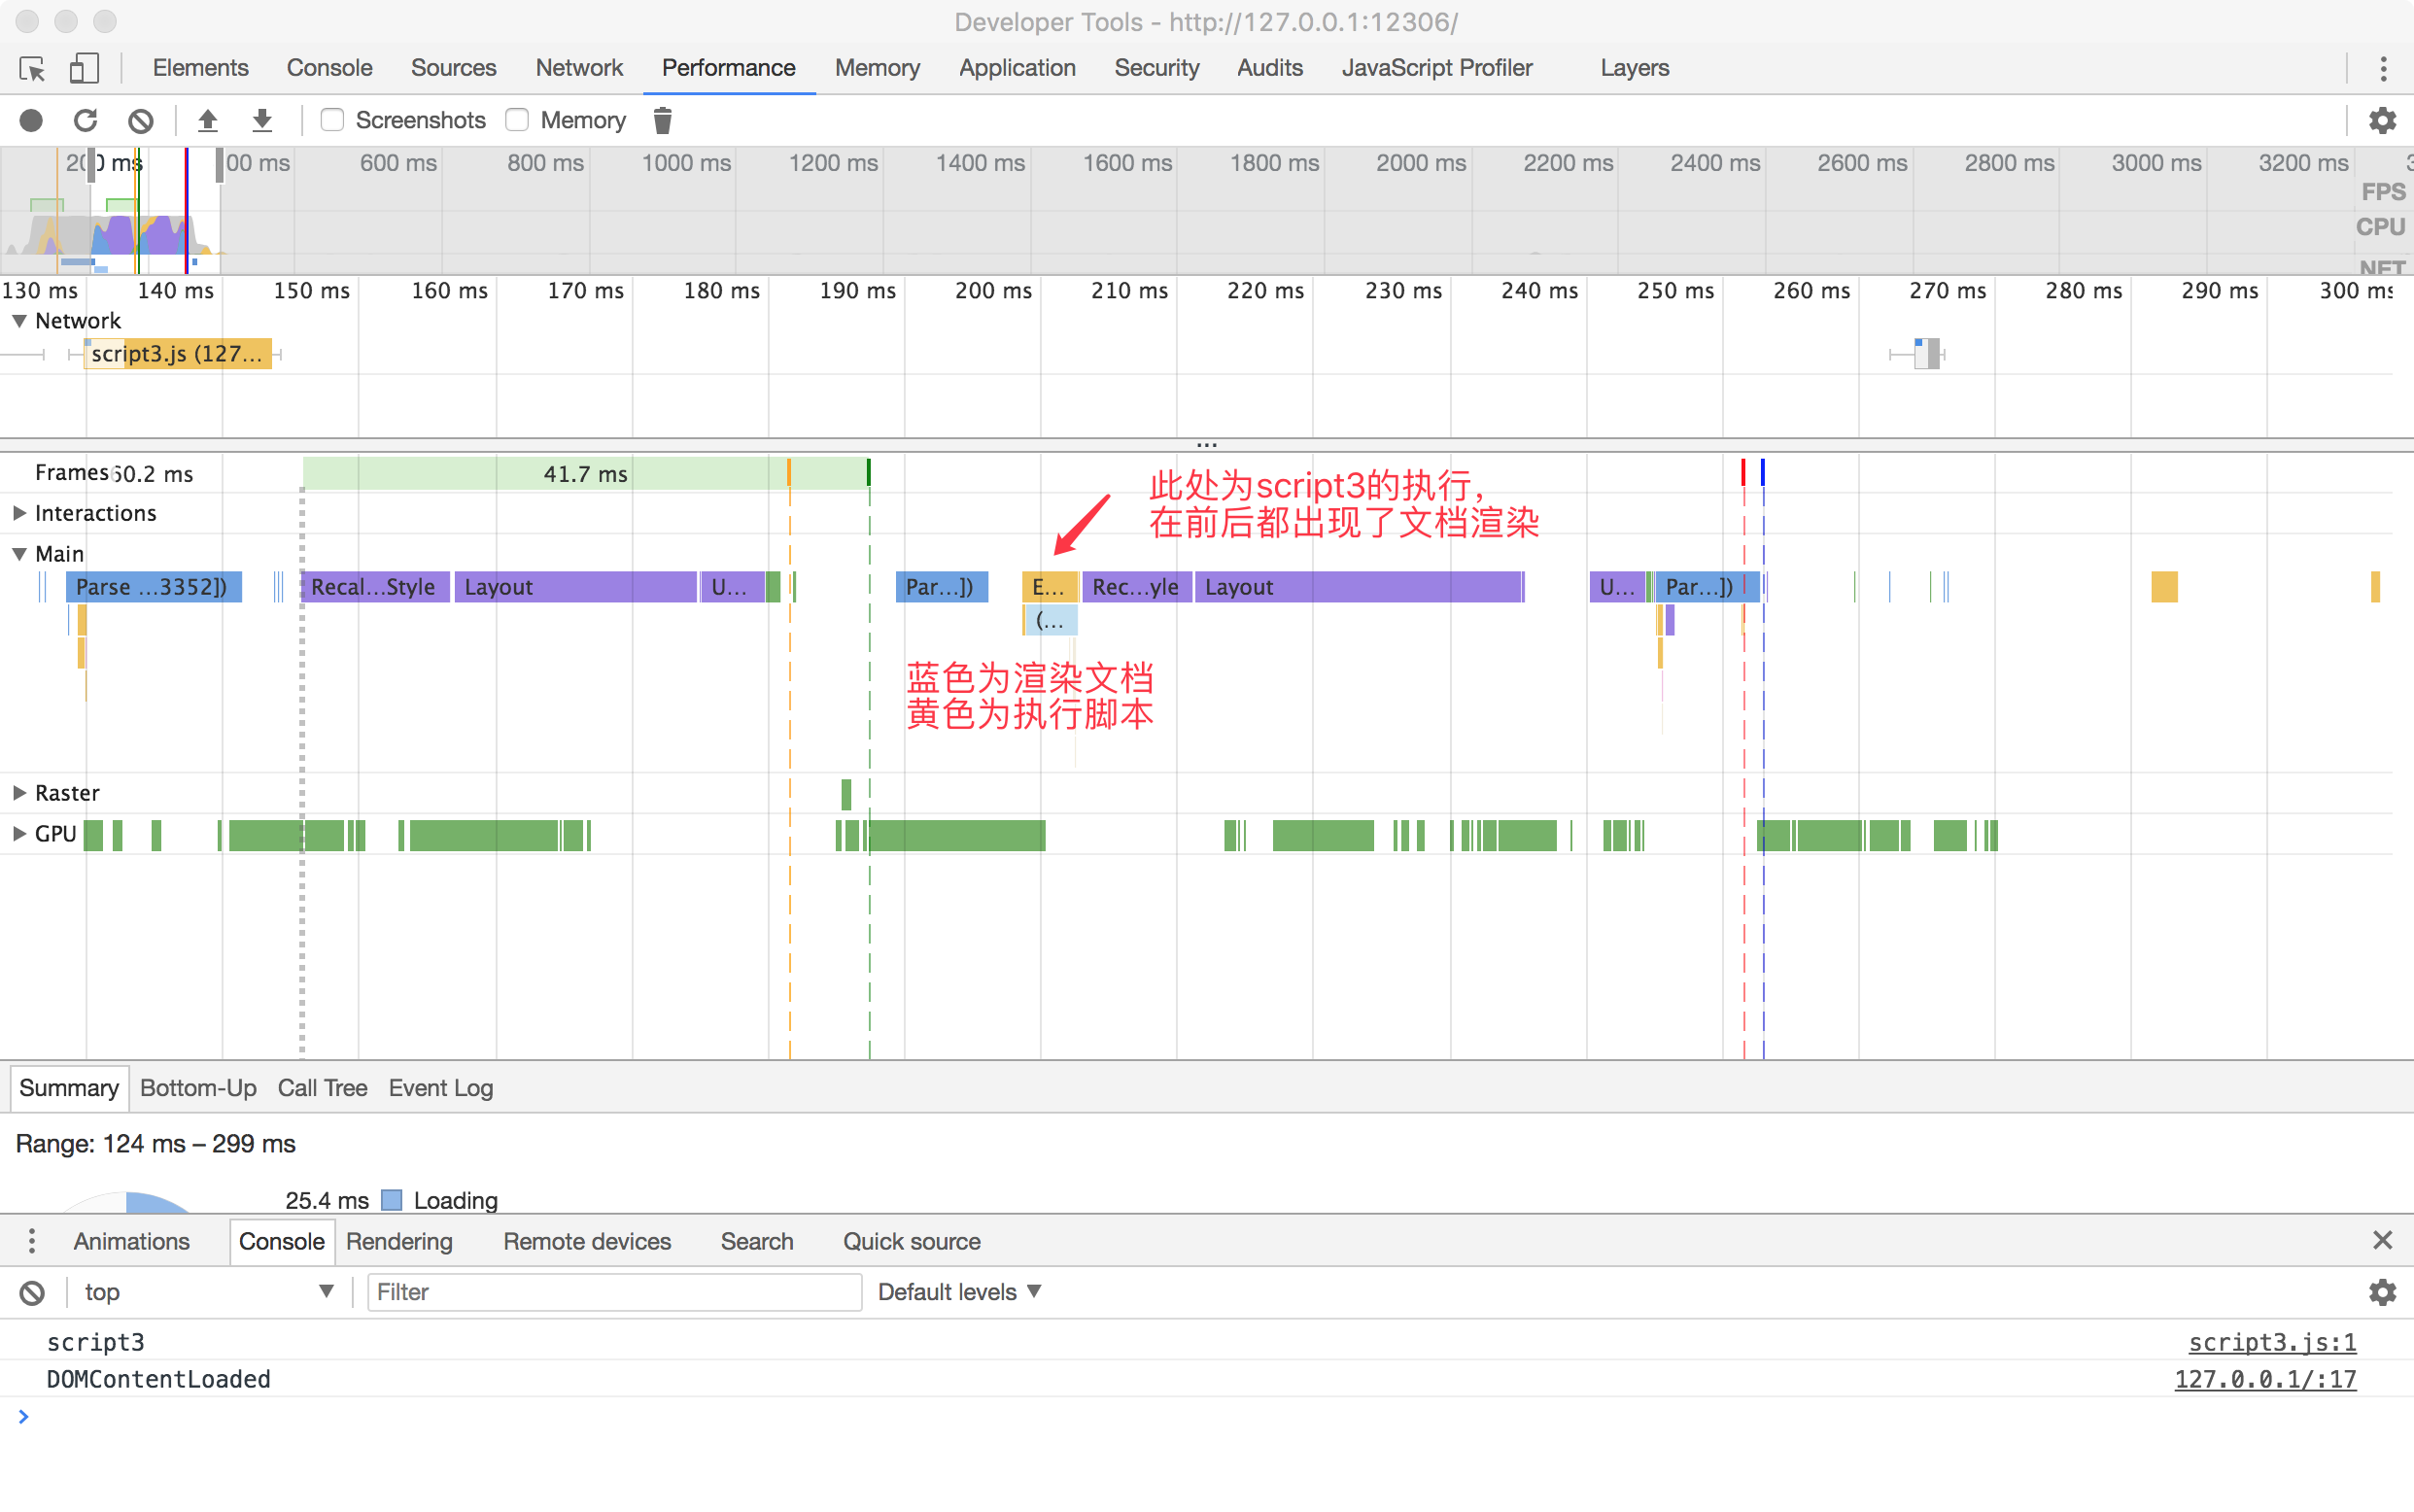 Developer Tools - http://127.0.0.1:12306/
Elements Console Sources Network Performance Memory Application Security Audits JavaScript Profiler Layers
Screenshots Memory
600 ms 800 ms 1000 ms 1200 ms 1400 ms 1600 ms 1800 ms 2000 ms 2200 ms 2400 ms 2600 ms 2800 ms 3000 ms 3200 ms
FPS
CPU
NET
130 ms 140 ms 150 ms 160 ms 170 ms 180 ms 190 ms 200 ms 210 ms 220 ms 230 ms 240 ms 250 ms 260 ms 270 ms 280 ms 290 ms 300 ms
Network
script3.js (127...
...
Frames 60.2 ms 41.7 ms
此处为script3的执行，
在前后都出现了文档渲染
Interactions
Main
Parse ...3352]) Recal...Style Layout U... Par...]) E... Rec...yle Layout U... Par...])
(...
蓝色为渲染文档
黄色为执行脚本
Raster
GPU
Summary Bottom-Up Call Tree Event Log
Range: 124 ms – 299 ms
25.4 ms Loading
Animations Console Rendering Remote devices Search Quick source
top Filter Default levels
script3 script3.js:1
DOMContentLoaded 127.0.0.1/:17